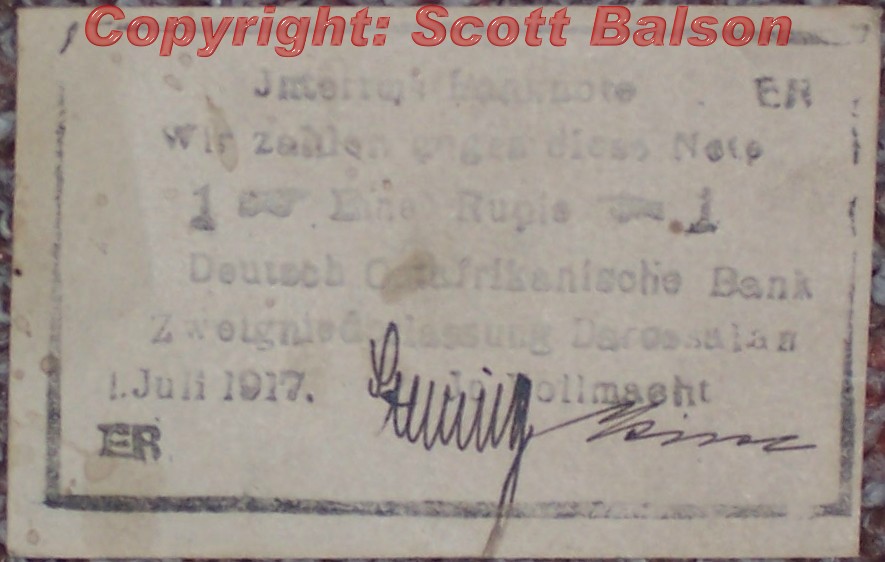 Copyright: Scott Balson
Interims Banknote ER
Wir zahlen gegen diese Note
1 Eine Rupie 1
Deutsch Ostafrikanische Bank
Zweigniederlassung Daressalam
1. Juli 1917. In Vollmacht
ER